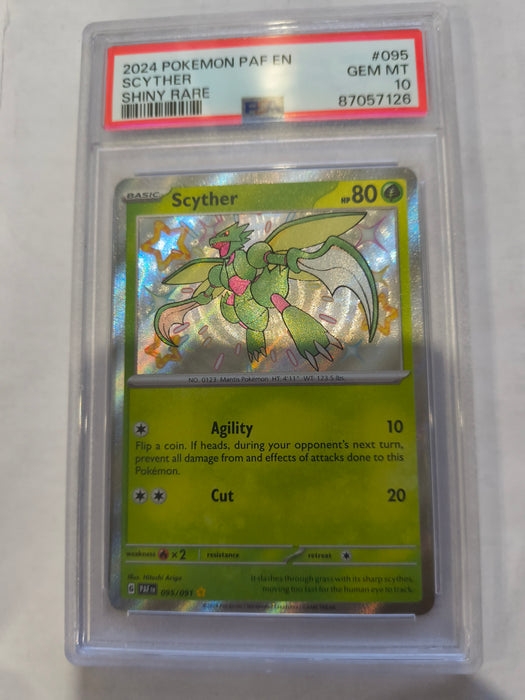 2024 POKEMON PAF EN #095
SCYTHER GEM MT
SHINY RARE 10
PSA 87057126
BASIC Scyther HP 80
NO. 0123 Mantis Pokémon HT: 4'11" WT: 123.5 lbs.
Agility 10
Flip a coin. If heads, during your opponent's next turn,
prevent all damage from and effects of attacks done to this
Pokémon.
Cut 20
weakness ×2 resistance retreat
Illus. Hitoshi Ariga
It slashes through grass with its sharp scythes,
moving too fast for the human eye to track.
G PAF EN 095/091